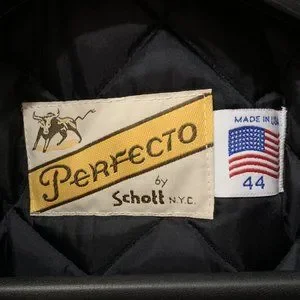 PERFECTO
by
Schott N.Y.C.
MADE IN USA
44